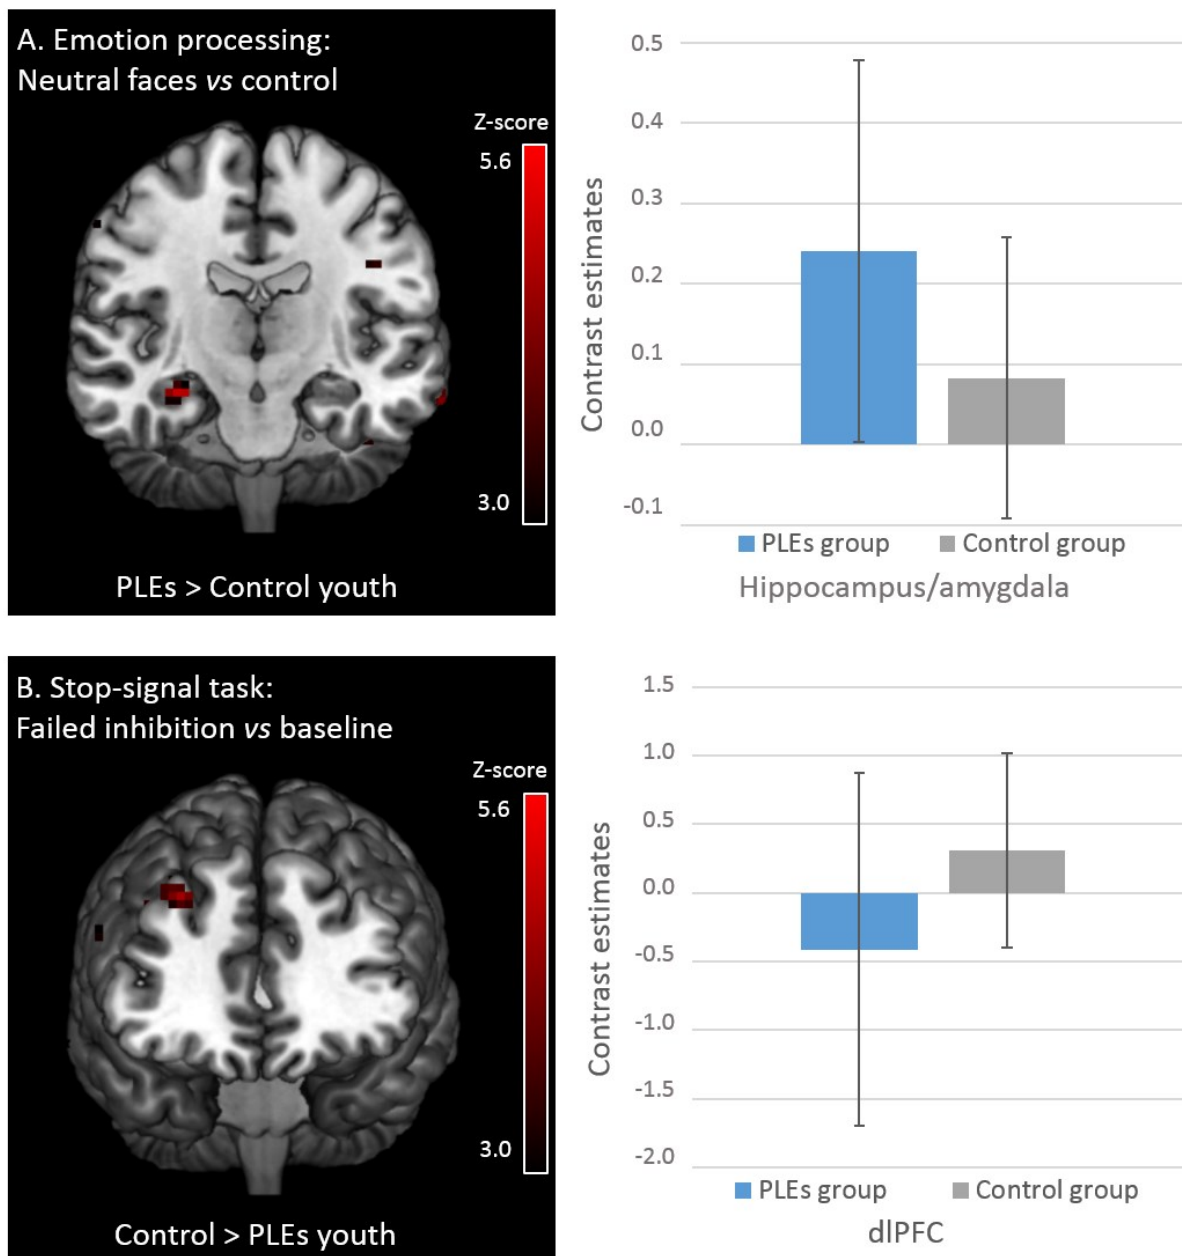 A. Emotion processing:
Neutral faces vs control
Z-score
5.6
3.0
PLEs > Control youth
Contrast estimates
0.5
0.4
0.3
0.2
0.1
0.0
-0.1
PLEs group
Control group
Hippocampus/amygdala
B. Stop-signal task:
Failed inhibition vs baseline
Z-score
5.6
3.0
Control > PLEs youth
Contrast estimates
1.5
1.0
0.5
0.0
-0.5
-1.0
-1.5
-2.0
PLEs group
Control group
dlPFC